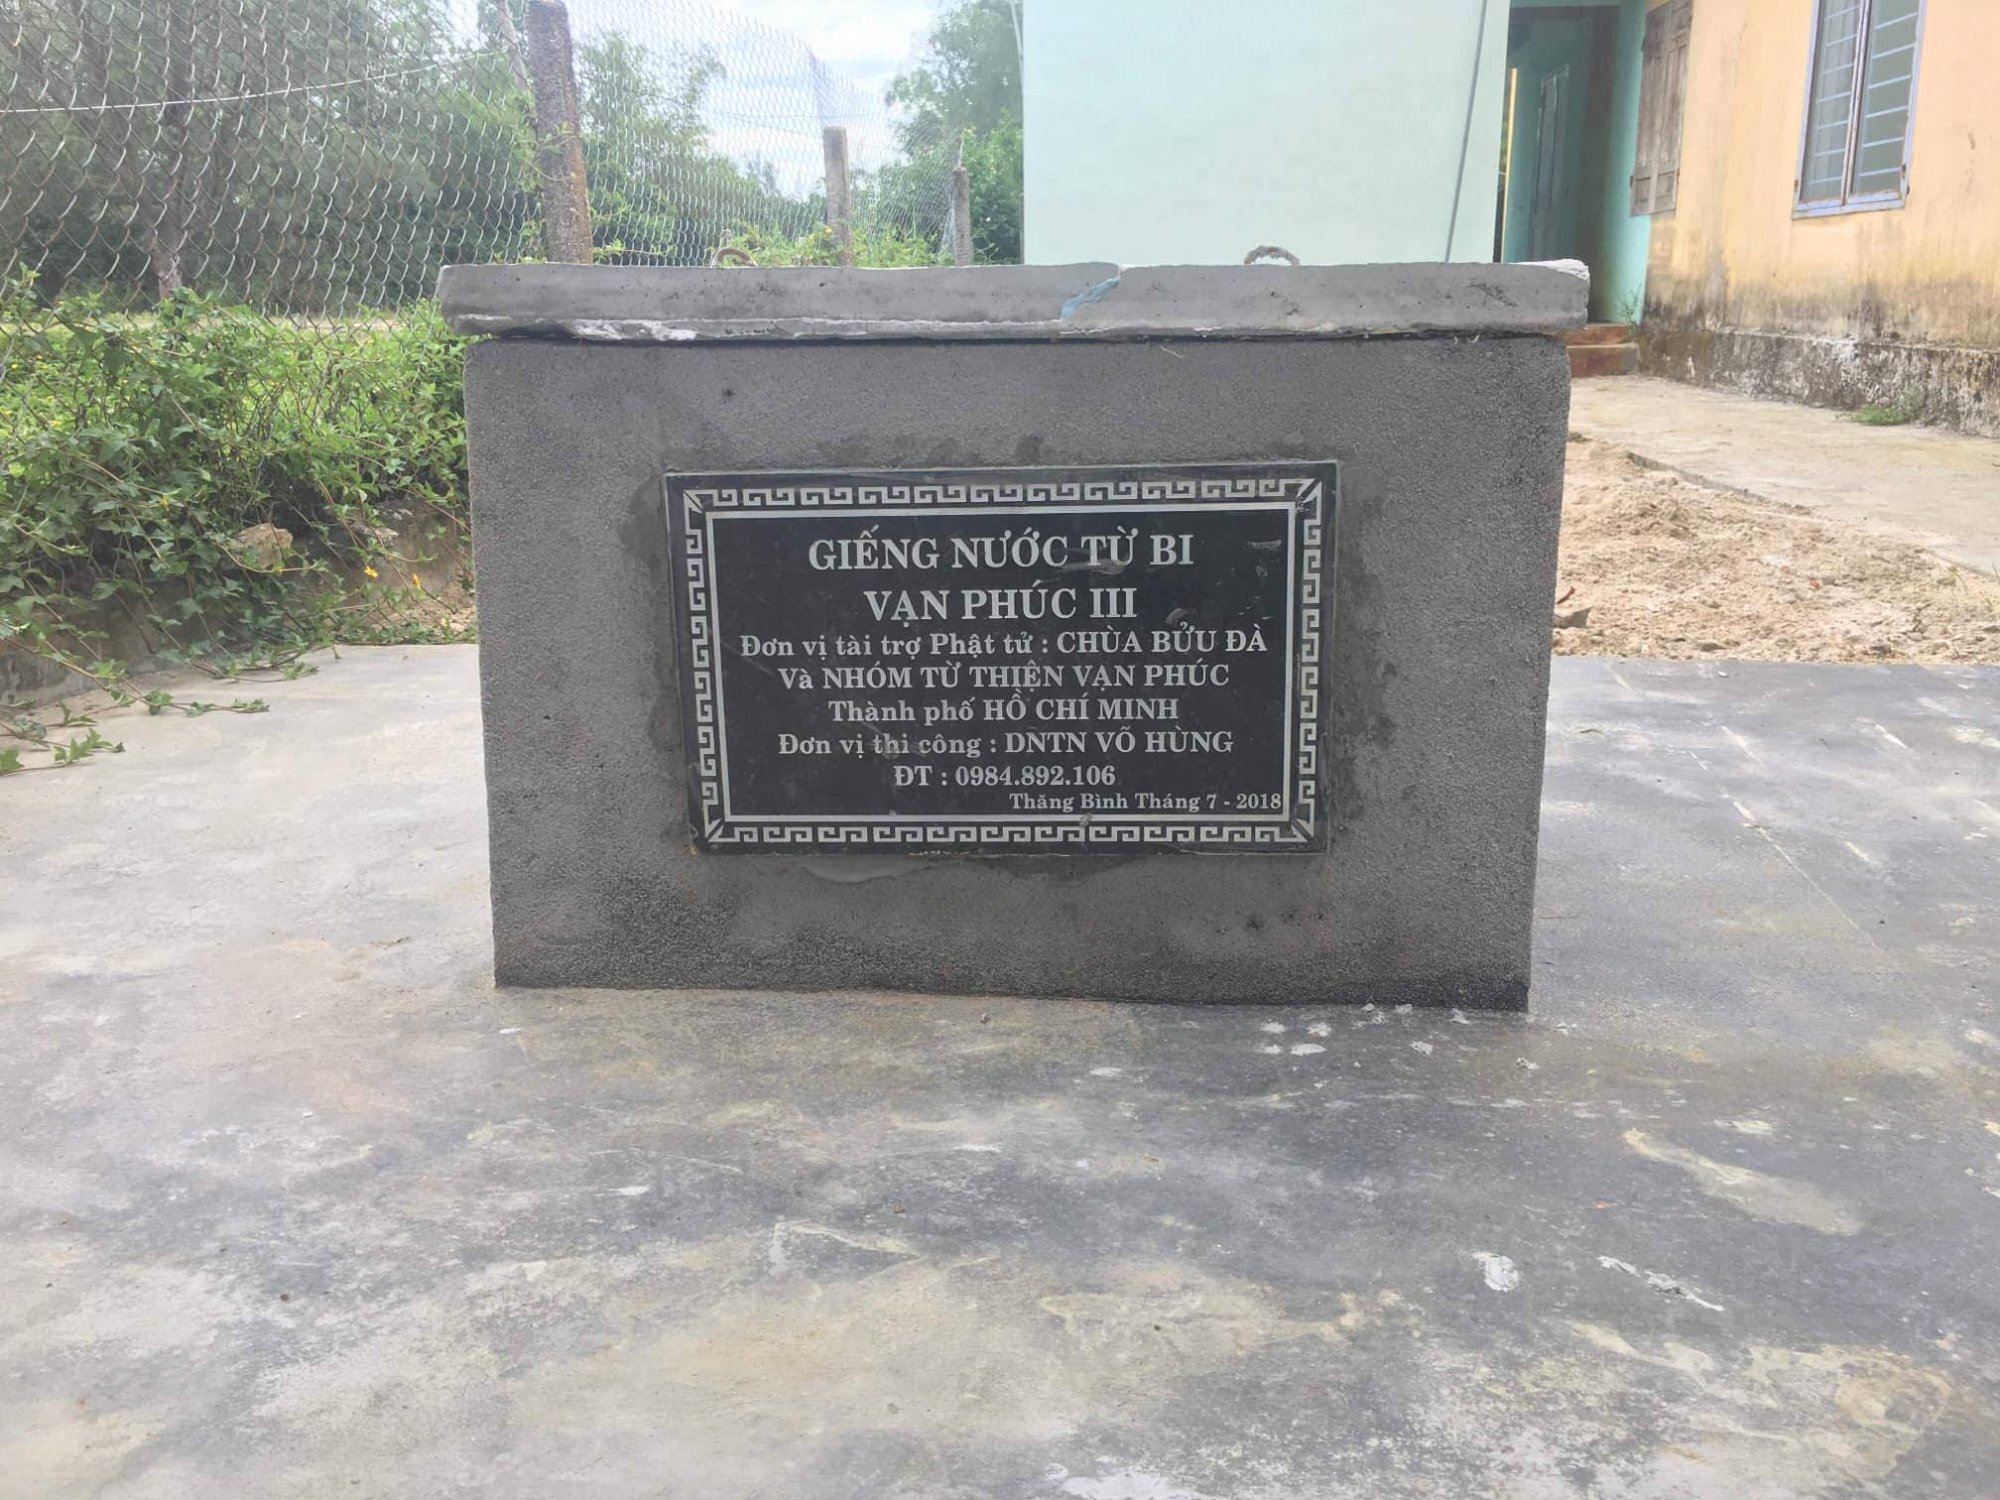 GIẾNG NƯỚC TỪ BI
VẠN PHÚC III
Đơn vị tài trợ Phật tử : CHÙA BỬU ĐÀ
Và NHÓM TỪ THIỆN VẠN PHÚC
Thành phố HỒ CHÍ MINH
Đơn vị thi công : DNTN VÕ HÙNG
ĐT : 0984.892.106
Thăng Bình Tháng 7 - 2018